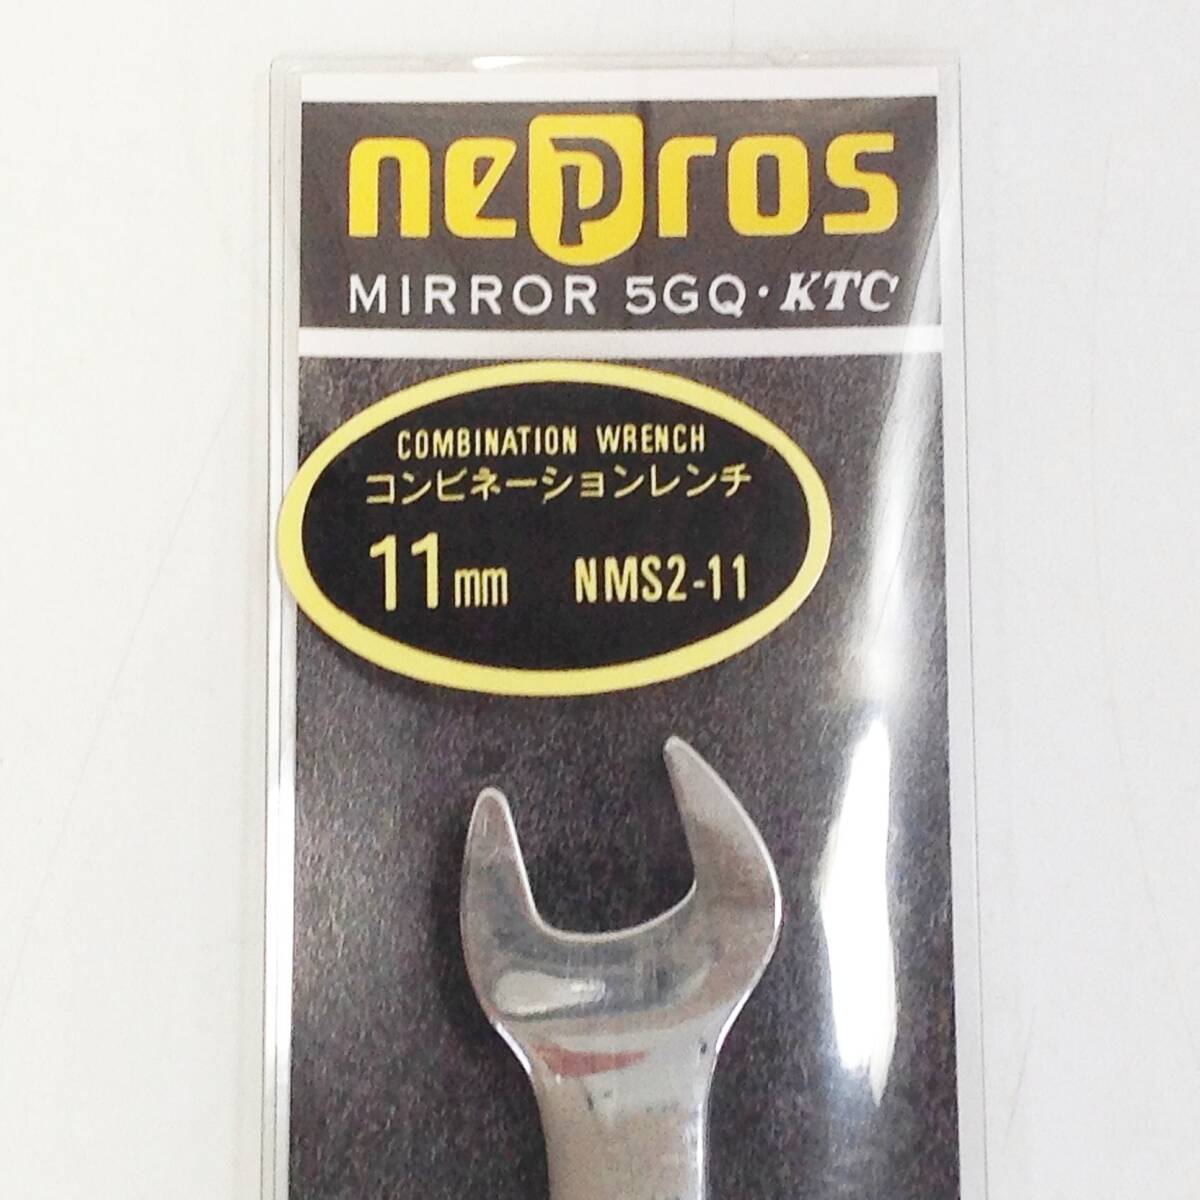 nepros
MIRROR 5GQ・KTC
COMBINATION WRENCH
コンビネーションレンチ
11mm NMS2-11